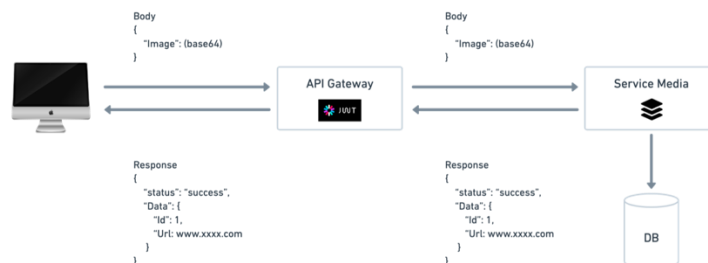 Body
{
"Image": (base64)
}
Body
{
"Image": (base64)
}
API Gateway
JWT
Service Media
Response
{
"status": "success",
"Data": {
"Id": 1,
"Url: www.xxxx.com
}
}
Response
{
"status": "success",
"Data": {
"Id": 1,
"Url: www.xxxx.com
}
}
DB